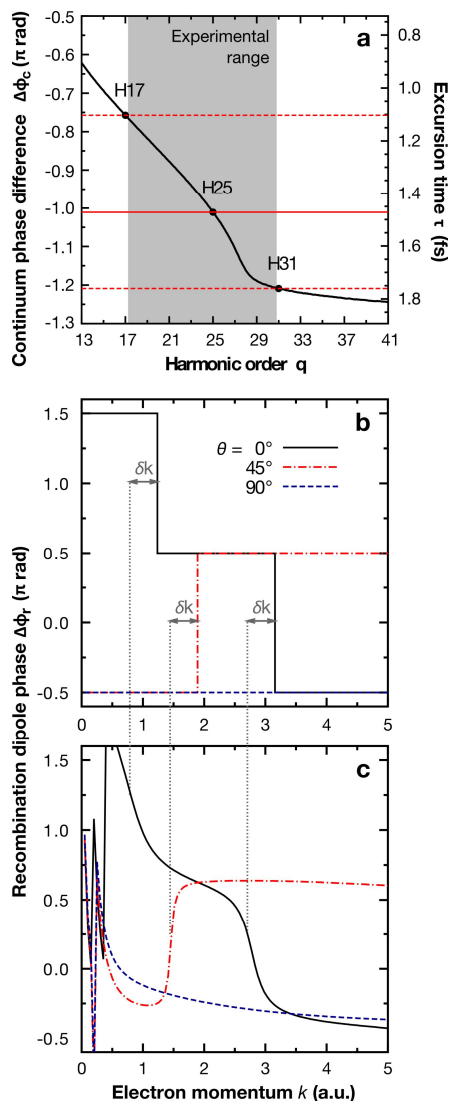 a
Experimental
range
H17
H25
H31
Continuum phase difference Δϕc (π rad)
-0.5
-0.6
-0.7
-0.8
-0.9
-1.0
-1.1
-1.2
-1.3
Excursion time τ (fs)
0.8
1.0
1.2
1.4
1.6
1.8
13 17 21 25 29 33 37 41
Harmonic order q
b
θ = 0°
45°
90°
δk
δk
δk
1.5
1.0
0.5
0.0
-0.5
0 1 2 3 4 5
Recombination dipole phase Δϕr (π rad)
c
1.5
1.0
0.5
0.0
-0.5
0 1 2 3 4 5
Electron momentum k (a.u.)